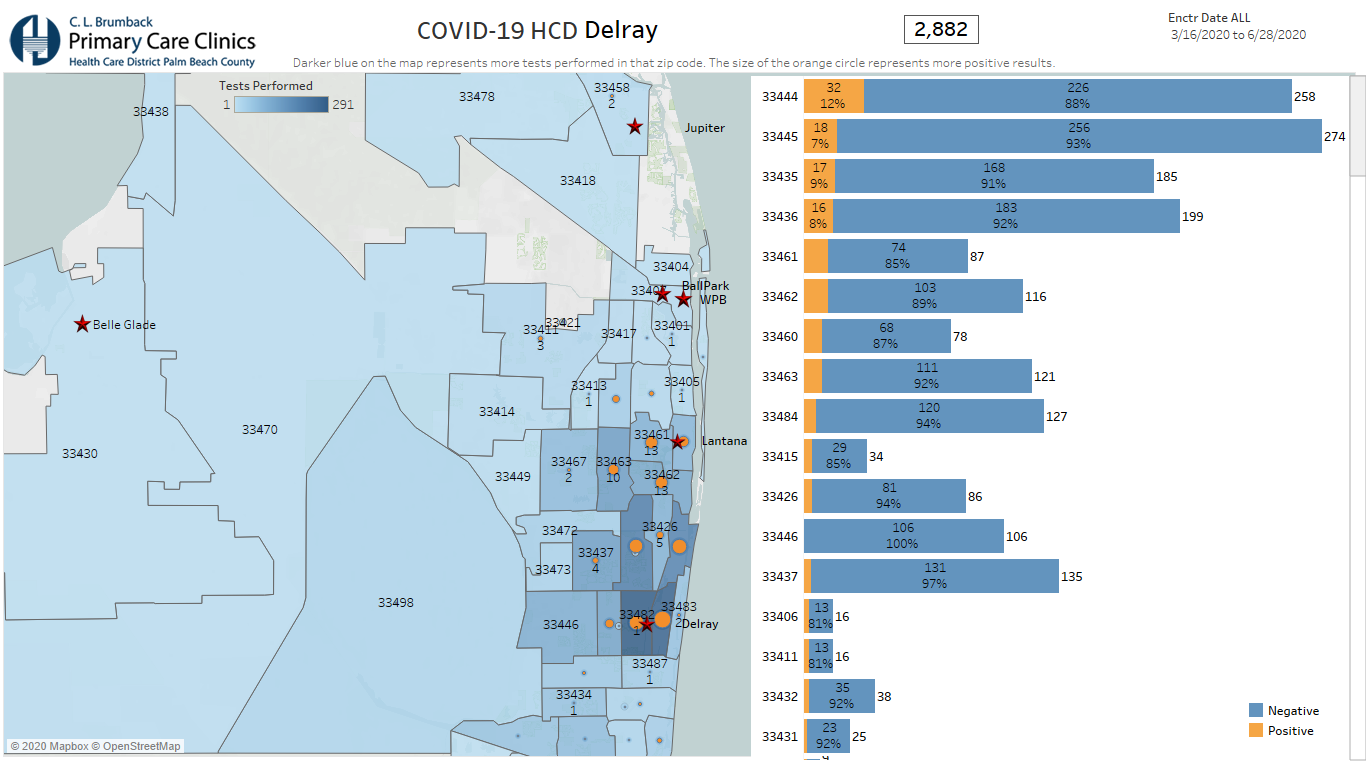 C. L. Brumback
Primary Care Clinics
Health Care District Palm Beach County
COVID-19 HCD Delray
2,882
Enctr Date ALL
3/16/2020 to 6/28/2020
Darker blue on the map represents more tests performed in that zip code. The size of the orange circle represents more positive results.
Tests Performed
1 291
33438
33478
33458
2
Jupiter
33418
33404
BallPark
WPB
Belle Glade
33411
3
33421
33417
33401
1
33413
1
33405
1
33414
33470
33430
33461
13
Lantana
33467
2
33463
10
33449
33462
13
33472
33426
5
33437
4
33473
33498
33446
33482
1
33483
2
Delray
33487
1
33434
1
© 2020 Mapbox © OpenStreetMap
33444 32 12% 226 88% 258
33445 18 7% 256 93% 274
33435 17 9% 168 91% 185
33436 16 8% 183 92% 199
33461 74 85% 87
33462 103 89% 116
33460 68 87% 78
33463 111 92% 121
33484 120 94% 127
33415 29 85% 34
33426 81 94% 86
33446 106 100% 106
33437 131 97% 135
33406 13 81% 16
33411 13 81% 16
33432 35 92% 38
33431 23 92% 25
Negative
Positive